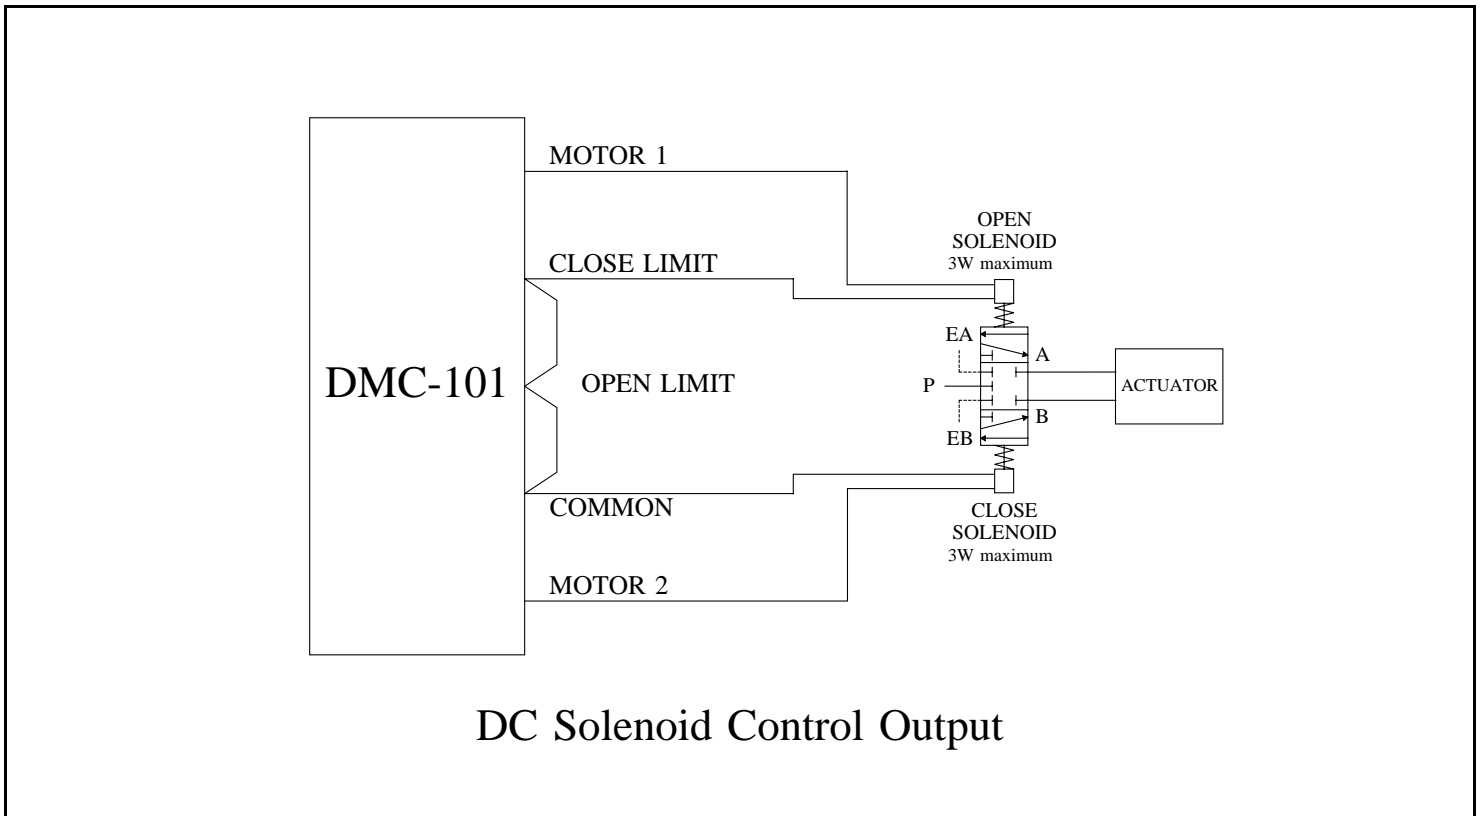 MOTOR 1
OPEN
SOLENOID
3W maximum
CLOSE LIMIT
EA
A
DMC-101
OPEN LIMIT
P
ACTUATOR
B
EB
COMMON
CLOSE
SOLENOID
3W maximum
MOTOR 2
DC Solenoid Control Output